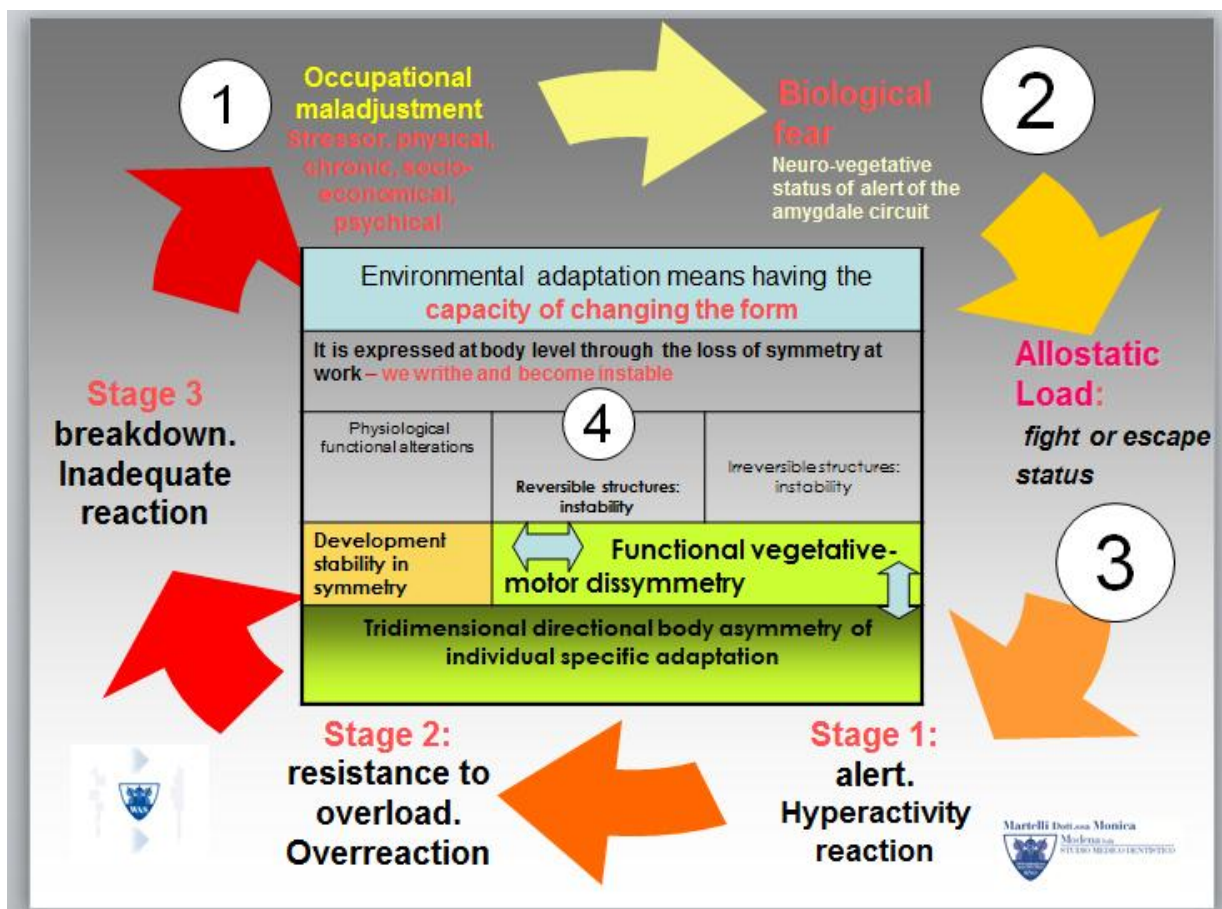 1
Occupational
maladjustment
Stressor. physical,
chronic, socio-
economical,
psychical
Biological
fear
Neuro-vegetative
status of alert of the
amygdale circuit
2
Environmental adaptation means having the
capacity of changing the form
It is expressed at body level through the loss of symmetry at
work – we writhe and become instable
Physiological
functional alterations
4
Reversible structures:
instability
Irreversible structures:
instability
Development
stability in
symmetry
Functional vegetative-
motor dissymmetry
Tridimensional directional body asymmetry of
individual specific adaptation
Allostatic
Load:
fight or escape
status
3
Stage 1:
alert.
Hyperactivity
reaction
Stage 2:
resistance to
overload.
Overreaction
Stage 3
breakdown.
Inadequate
reaction
Martelli Dott.ssa Monica
Modena
STUDIO MEDICO DENTISTICO